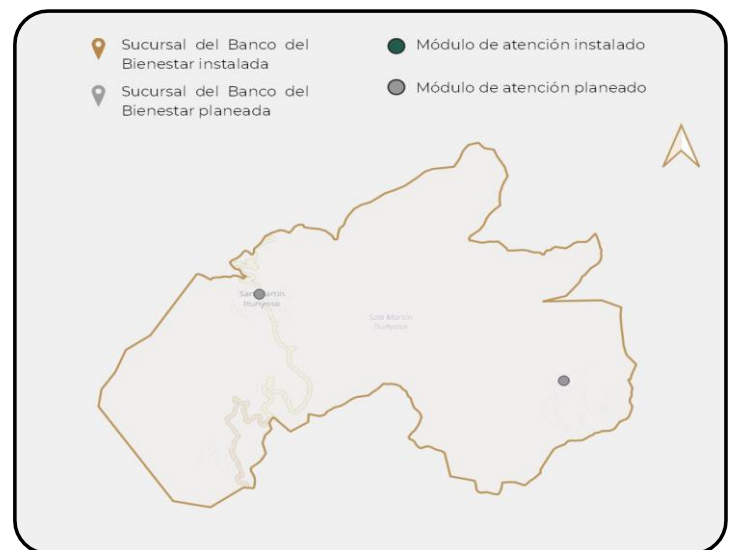 Sucursal del Banco del
Bienestar instalada
Sucursal del Banco del
Bienestar planeada
Módulo de atención instalado
Módulo de atención planeado
San Martín
Itunyoso
San Martín
Itunyoso